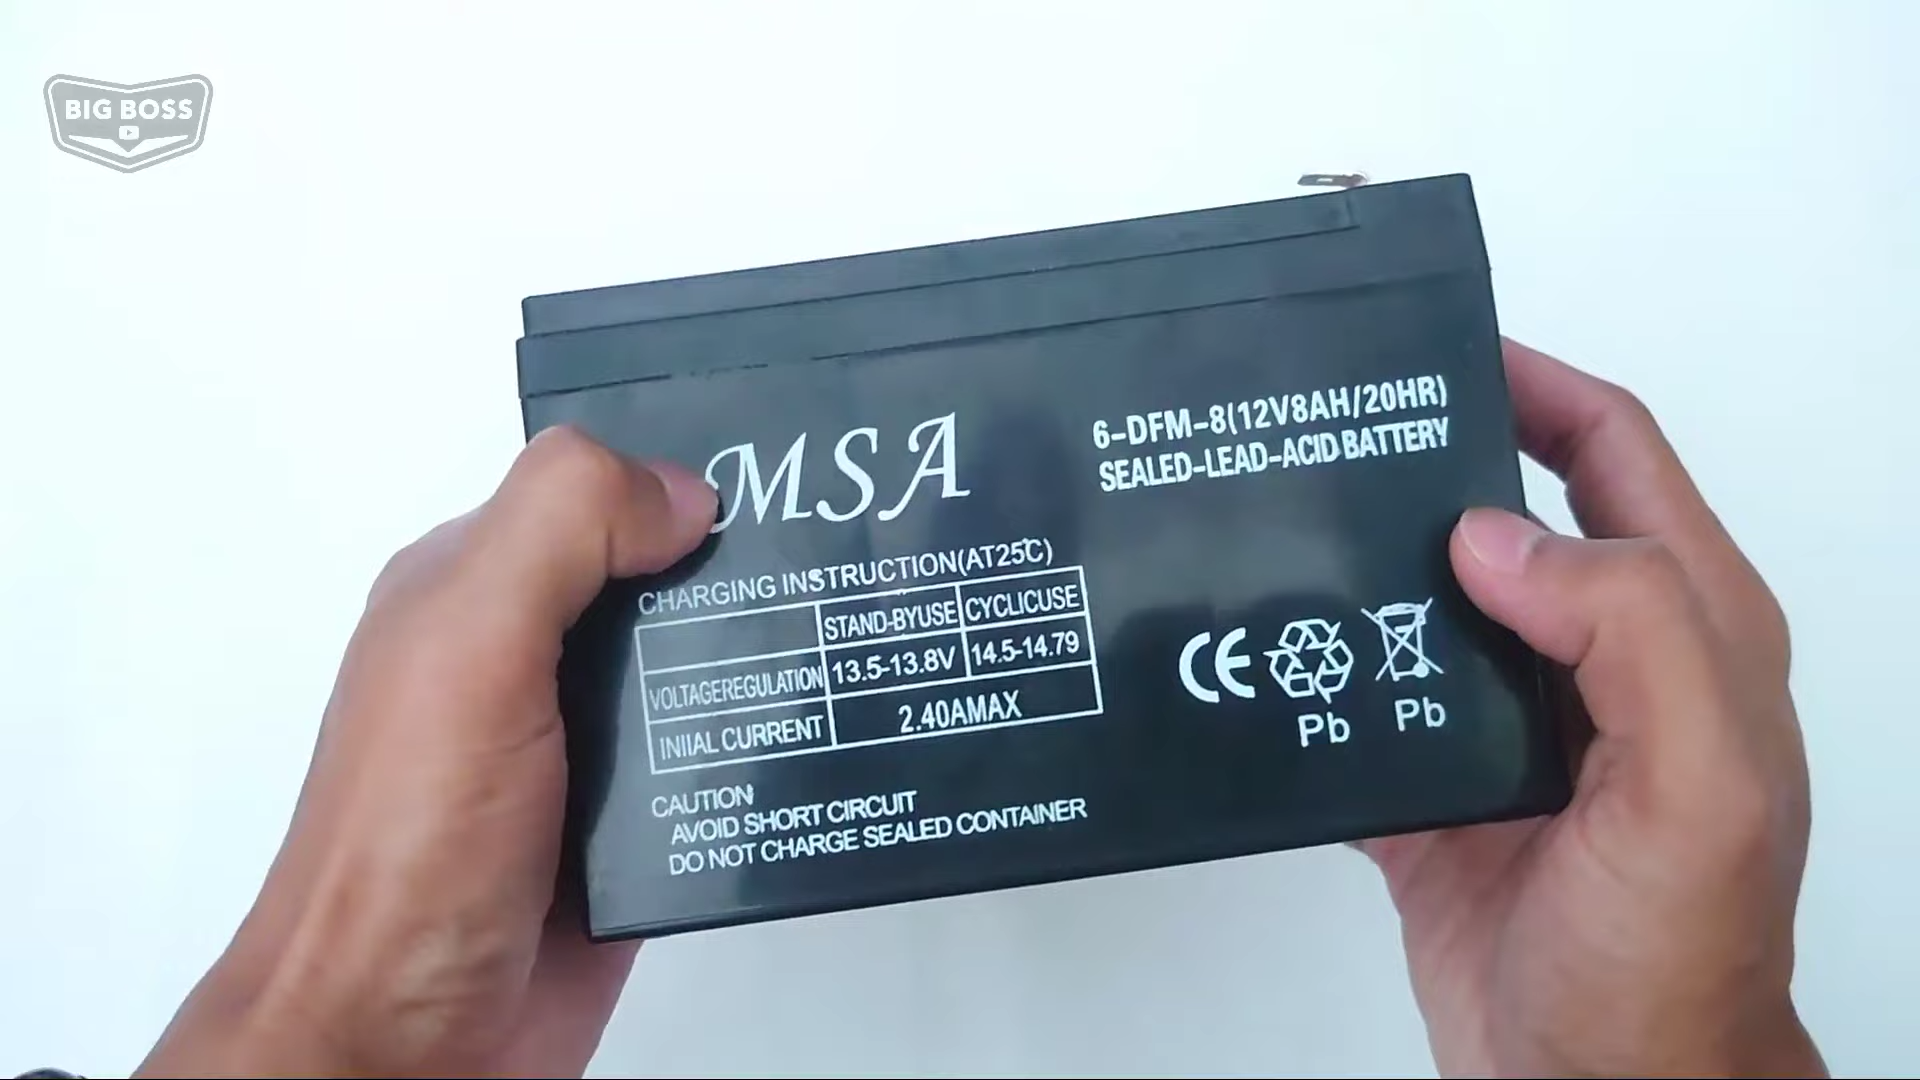 BIG BOSS
MSA
6-DFM-8(12V8AH/20HR)
SEALED-LEAD-ACID BATTERY
CHARGING INSTRUCTION(AT25C)
STAND-BYUSE CYCLICUSE
VOLTAGEREGULATION 13.5-13.8V 14.5-14.79
INIIAL CURRENT 2.40AMAX
CE
Pb Pb
CAUTION
AVOID SHORT CIRCUIT
DO NOT CHARGE SEALED CONTAINER